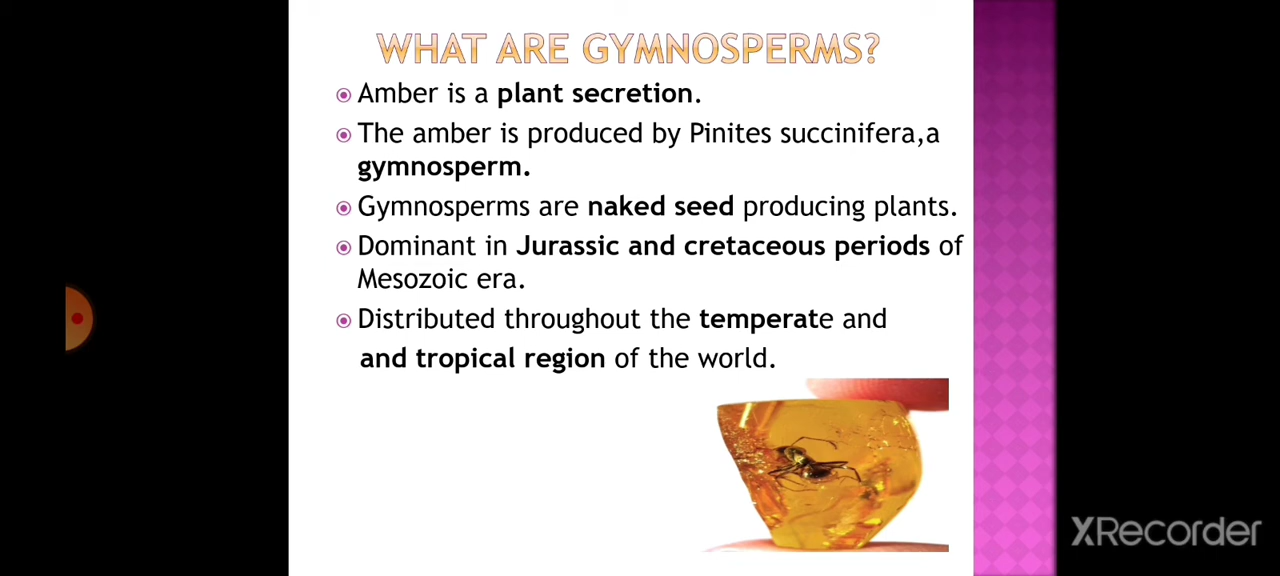 WHAT ARE GYMNOSPERMS?
Amber is a plant secretion.
The amber is produced by Pinites succinifera,a
gymnosperm.
Gymnosperms are naked seed producing plants.
Dominant in Jurassic and cretaceous periods of
Mesozoic era.
Distributed throughout the temperate and
and tropical region of the world.
XRecorder